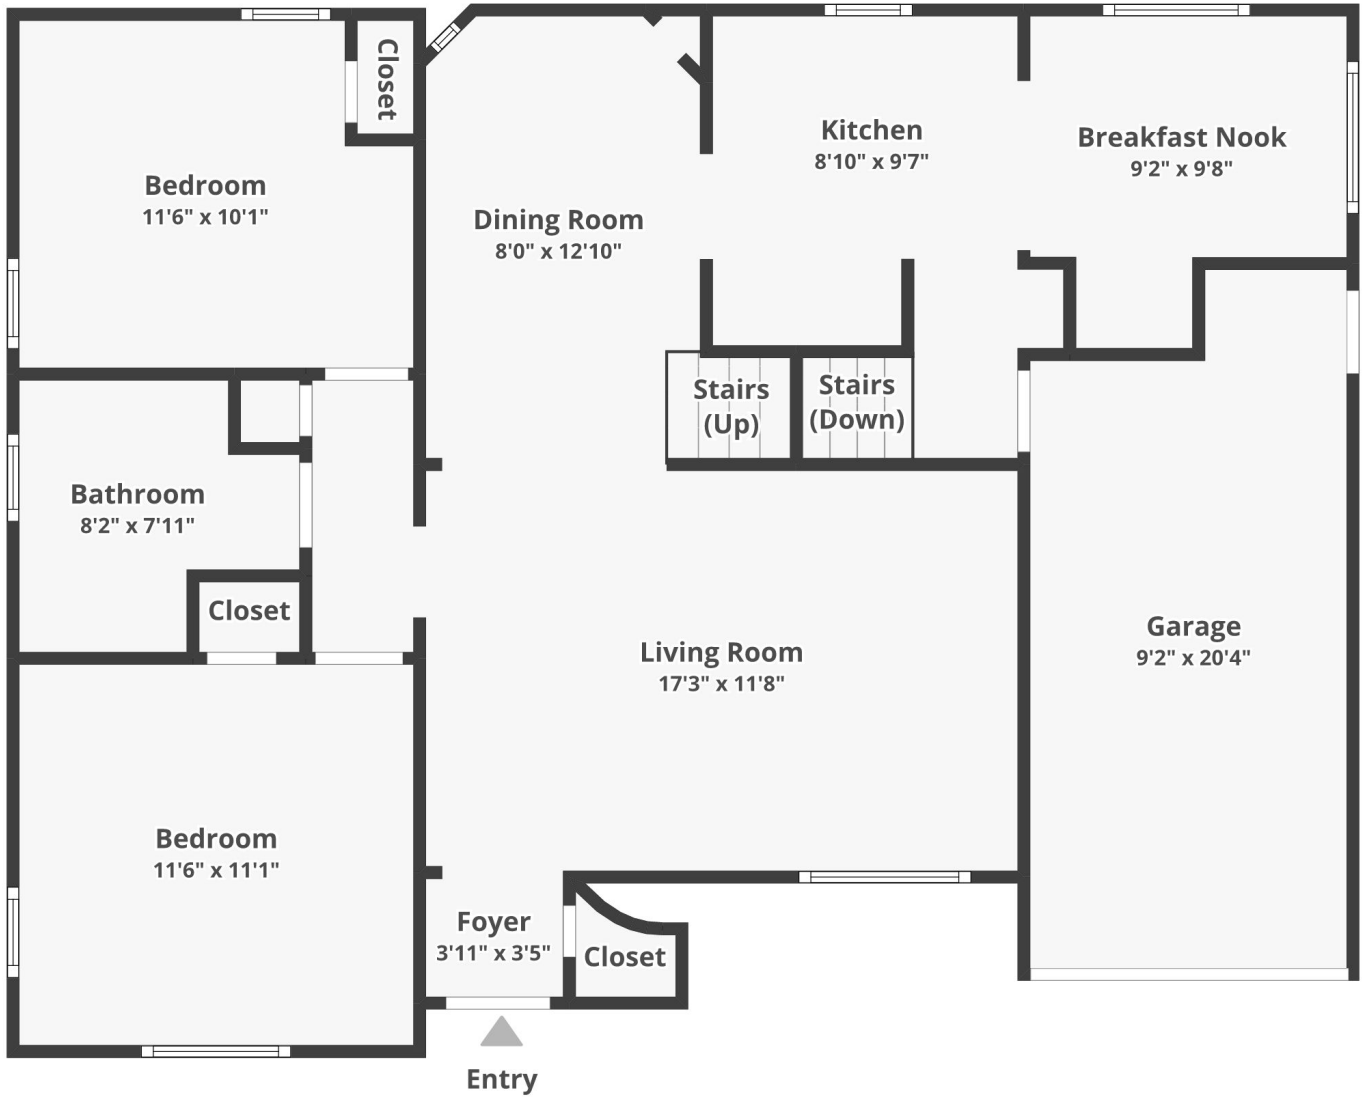 Closet
Bedroom
11'6" x 10'1"
Dining Room
8'0" x 12'10"
Kitchen
8'10" x 9'7"
Breakfast Nook
9'2" x 9'8"
Stairs
(Up)
Stairs
(Down)
Bathroom
8'2" x 7'11"
Closet
Living Room
17'3" x 11'8"
Garage
9'2" x 20'4"
Bedroom
11'6" x 11'1"
Foyer
3'11" x 3'5"
Closet
Entry